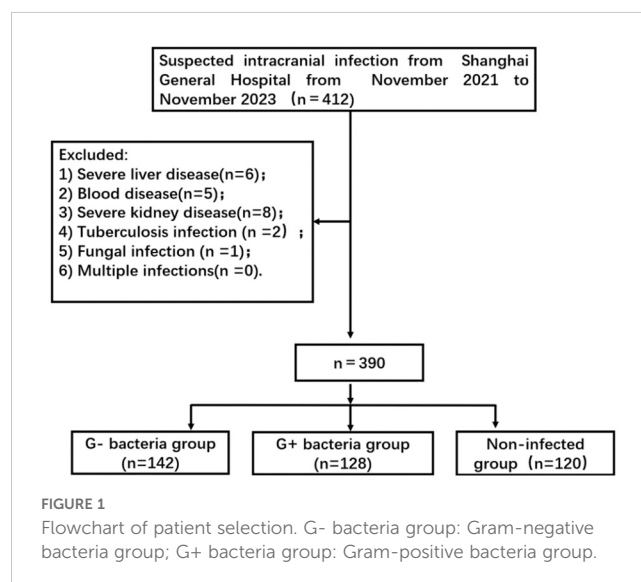 Suspected intracranial infection from Shanghai
General Hospital from November 2021 to
November 2023 （n=412)
Excluded:
1) Severe liver disease(n=6)；
2) Blood disease(n=5)；
3) Severe kidney disease(n=8)；
4) Tuberculosis infection (n =2）；
5) Fungal infection (n =1)；
6) Multiple infections(n =0).
n=390
G- bacteria group
(n=142)
G+ bacteria group
(n=128)
Non-infected
group（n=120)
FIGURE 1
Flowchart of patient selection. G- bacteria group: Gram-negative
bacteria group; G+ bacteria group: Gram-positive bacteria group.